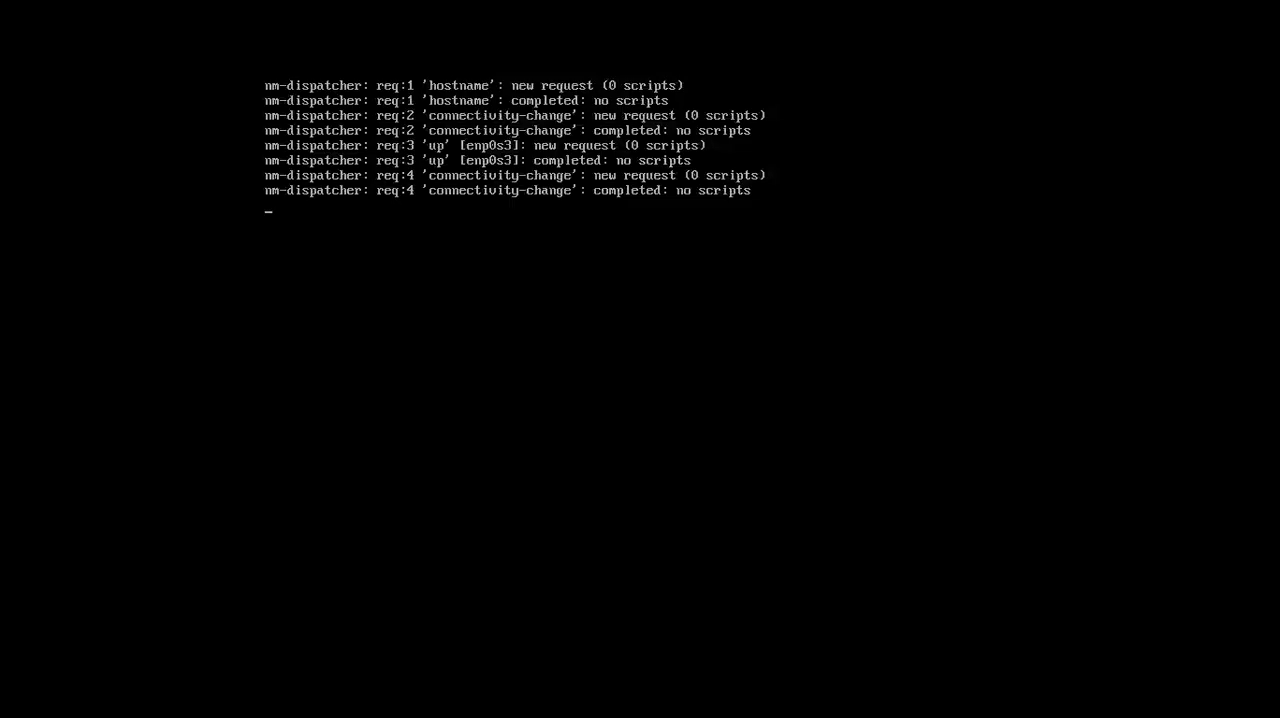 nm-dispatcher: req:1 'hostname': new request (0 scripts)
nm-dispatcher: req:1 'hostname': completed: no scripts
nm-dispatcher: req:2 'connectivity-change': new request (0 scripts)
nm-dispatcher: req:2 'connectivity-change': completed: no scripts
nm-dispatcher: req:3 'up' [enp0s3]: new request (0 scripts)
nm-dispatcher: req:3 'up' [enp0s3]: completed: no scripts
nm-dispatcher: req:4 'connectivity-change': new request (0 scripts)
nm-dispatcher: req:4 'connectivity-change': completed: no scripts
_